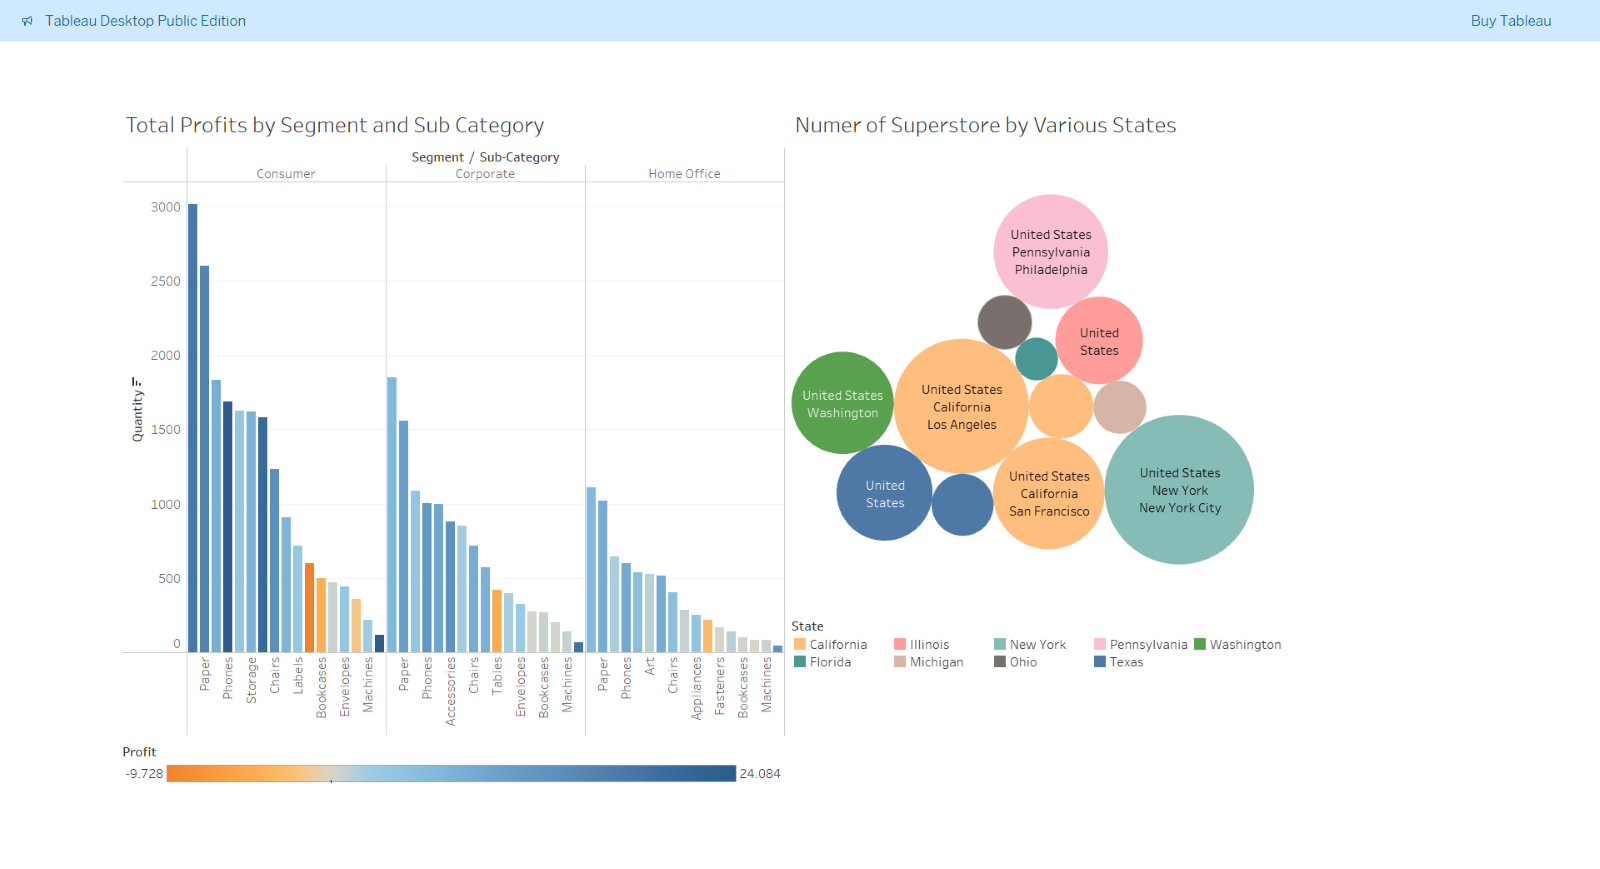 Tableau Desktop Public Edition
Buy Tableau
Total Profits by Segment and Sub Category
Segment / Sub-Category
Consumer
Corporate
Home Office
Quantity
3000
2500
2000
1500
1000
500
0
Paper
Phones
Storage
Chairs
Labels
Bookcases
Envelopes
Machines
Paper
Phones
Accessories
Chairs
Tables
Envelopes
Bookcases
Machines
Paper
Phones
Art
Chairs
Appliances
Fasteners
Bookcases
Machines
Profit
-9.728
24.084
Numer of Superstore by Various States
United States
Pennsylvania
Philadelphia
United
States
United States
Washington
United States
California
Los Angeles
United
States
United States
California
San Francisco
United States
New York
New York City
State
California
Illinois
New York
Pennsylvania
Washington
Florida
Michigan
Ohio
Texas